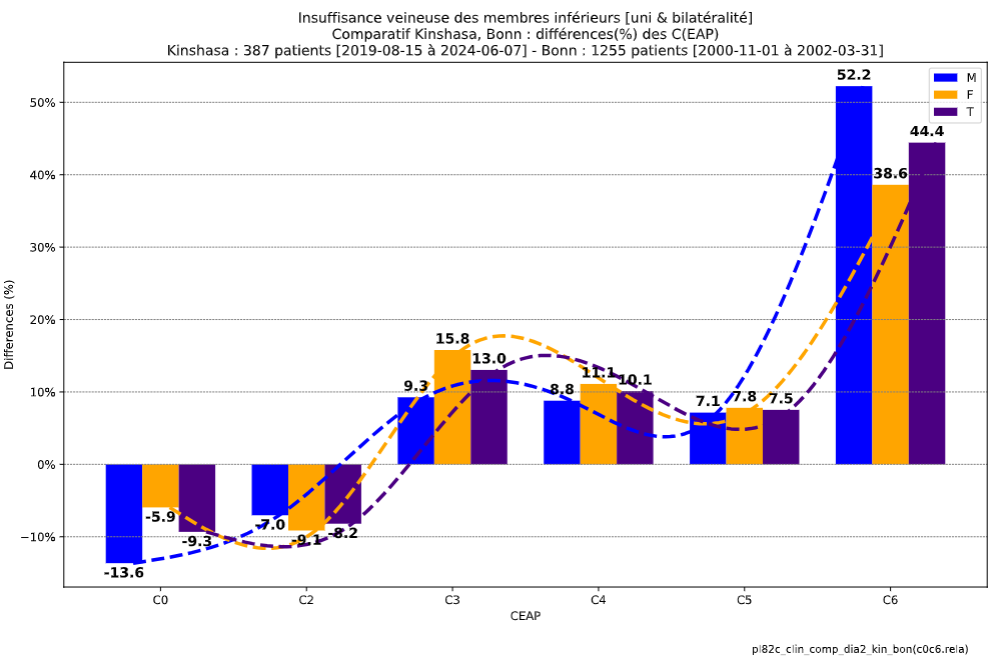 Insuffisance veineuse des membres inférieurs [uni & bilatéralité]
Comparatif Kinshasa, Bonn : différences(%) des C(EAP)
Kinshasa : 387 patients [2019-08-15 à 2024-06-07] - Bonn : 1255 patients [2000-11-01 à 2002-03-31]
M
F
T
52.2
44.4
38.6
15.8
13.0
9.3
11.1
10.1
8.8
7.1
7.8
7.5
-5.9
-9.3
-13.6
-7.0
-9.1
-8.2
50%
40%
30%
20%
10%
0%
−10%
Differences (%)
C0 C2 C3 C4 C5 C6
CEAP
pl82c_clin_comp_dia2_kin_bon(c0c6.rela)